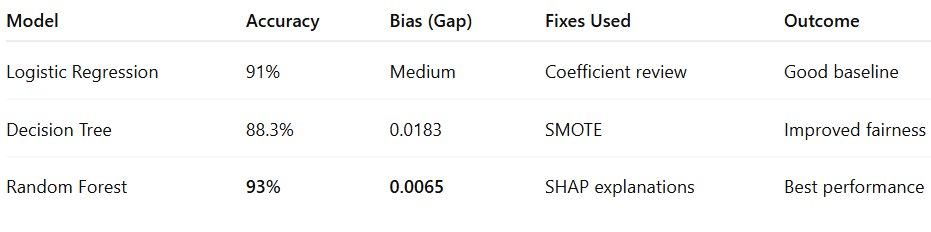 Model Accuracy Bias (Gap) Fixes Used Outcome
Logistic Regression 91% Medium Coefficient review Good baseline
Decision Tree 88.3% 0.0183 SMOTE Improved fairness
Random Forest 93% 0.0065 SHAP explanations Best performance